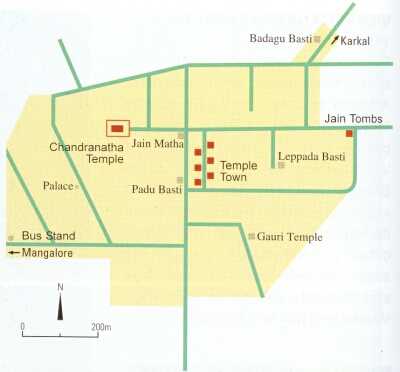 Badagu Basti
Karkal
Jain Tombs
Chandranatha
Temple
Jain Matha
Leppada Basti
Temple
Town
Palace
Padu Basti
Bus Stand
Gauri Temple
Mangalore
N
0 200m